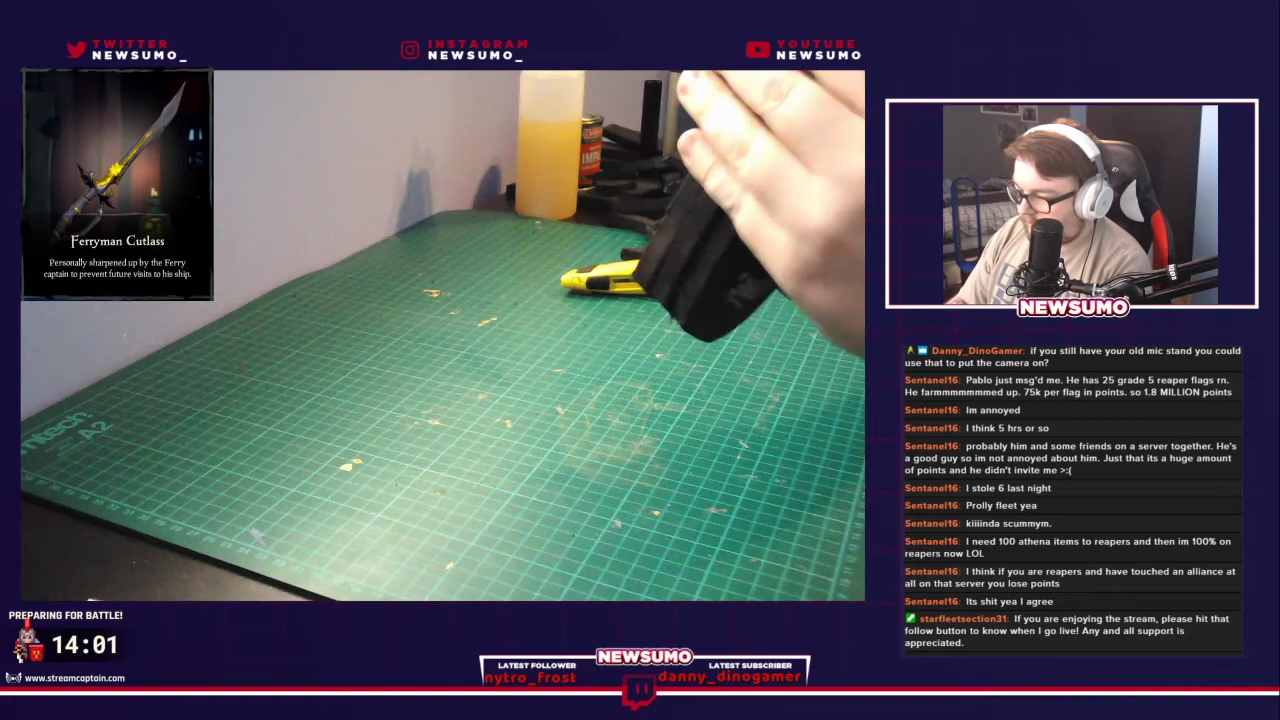 TWITTER
NEWSUMO_
INSTAGRAM
NEWSUMO_
YOUTUBE
NEWSUMO
Ferryman Cutlass
Personally sharpened up by the Ferry
captain to prevent future visits to his ship.
A2
NEWSUMO
Danny_DinoGamer: if you still have your old mic stand you could
use that to put the camera on?
Sentanel16: Pablo just msg'd me. He has 25 grade 5 reaper flags rn.
He farmmmmmmmed up. 75k per flag in points. so 1.8 MILLION points
Sentanel16: Im annoyed
Sentanel16: I think 5 hrs or so
Sentanel16: probably him and some friends on a server together. He's
a good guy so im not annoyed about him. Just that its a huge amount
of points and he didn't invite me >:(
Sentanel16: I stole 6 last night
Sentanel16: Prolly fleet yea
Sentanel16: kiiiinda scummym.
Sentanel16: I need 100 athena items to reapers and then im 100% on
reapers now LOL
Sentanel16: I think if you are reapers and have touched an alliance at
all on that server you lose points
Sentanel16: Its shit yea I agree
starfleetsection31: If you are enjoying the stream, please hit that
follow button to know when I go live! Any and all support is
appreciated.
PREPARING FOR BATTLE!
14:01
www.streamcaptain.com
LATEST FOLLOWER
nytro_frost
NEWSUMO
LATEST SUBSCRIBER
danny_dinogamer